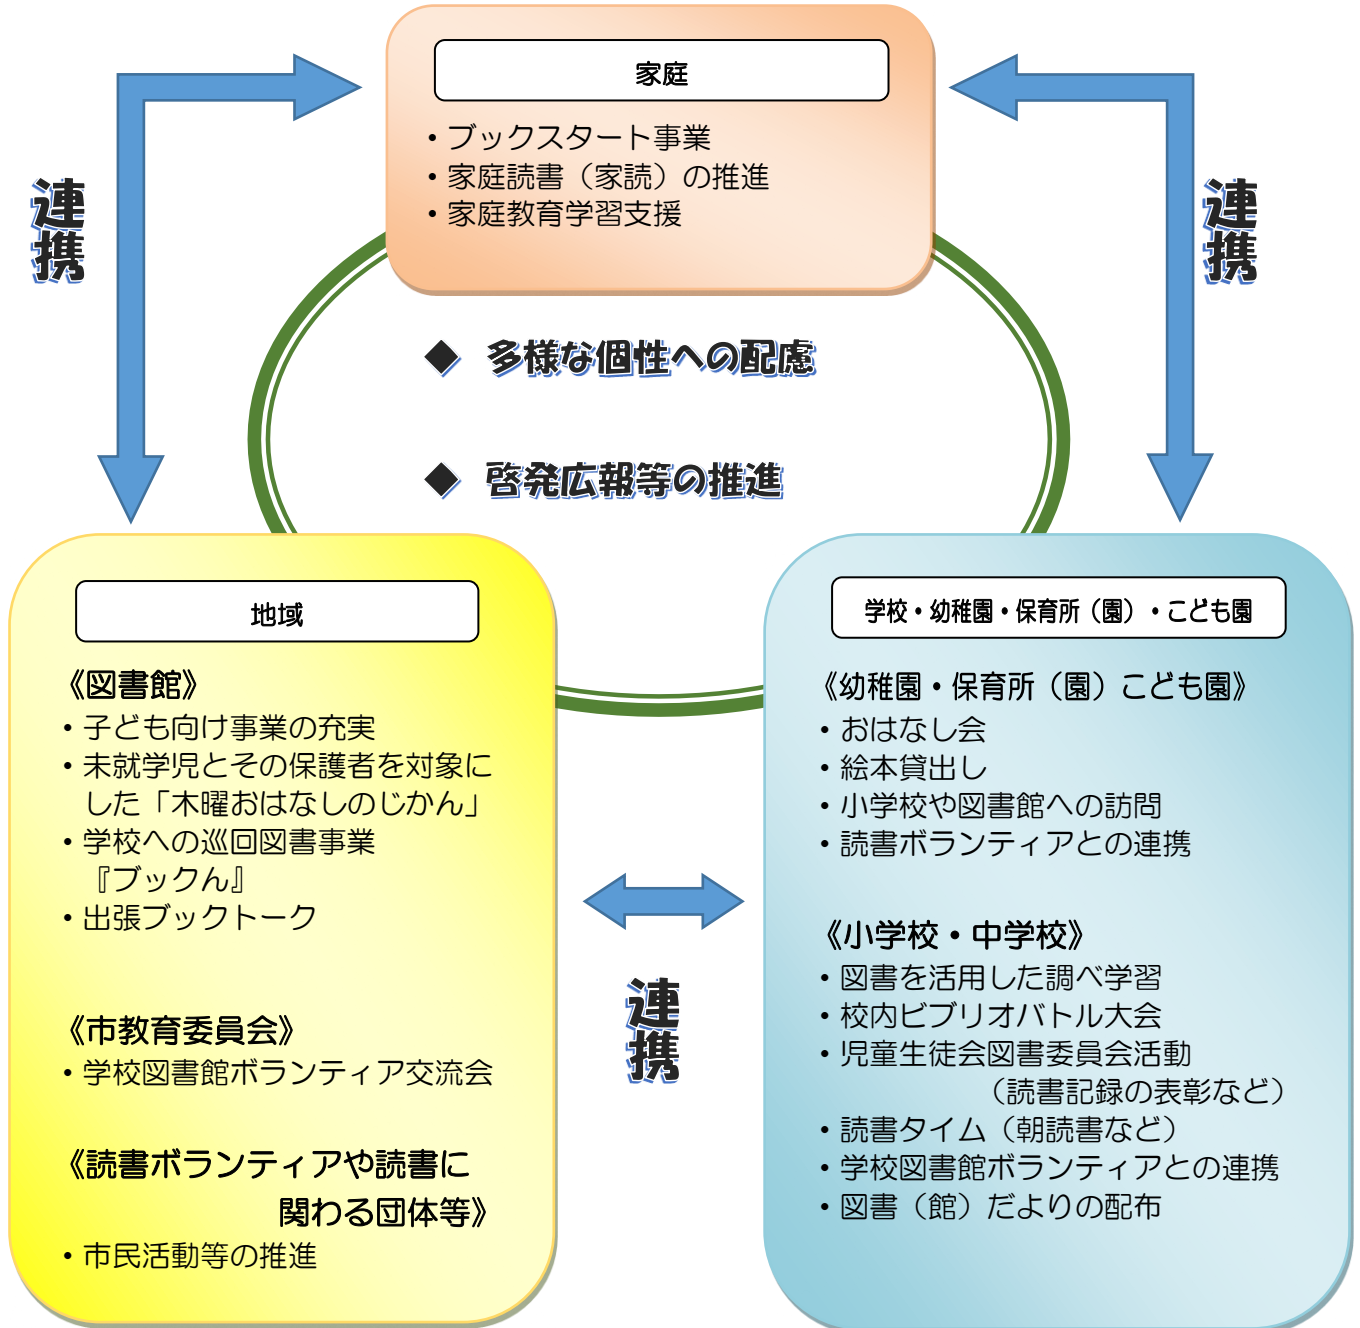 家庭
・ブックスタート事業
・家庭読書（家読）の推進
・家庭教育学習支援
連携
連携
◆ 多様な個性への配慮
◆ 啓発広報等の推進
地域
《図書館》
・子ども向け事業の充実
・未就学児とその保護者を対象に
した「木曜おはなしのじかん」
・学校への巡回図書事業
『ブックん』
・出張ブックトーク
《市教育委員会》
・学校図書館ボランティア交流会
《読書ボランティアや読書に
関わる団体等》
・市民活動等の推進
連携
学校・幼稚園・保育所（園）・こども園
《幼稚園・保育所（園）こども園》
・おはなし会
・絵本貸出し
・小学校や図書館への訪問
・読書ボランティアとの連携
《小学校・中学校》
・図書を活用した調べ学習
・校内ビブリオバトル大会
・児童生徒会図書委員会活動
（読書記録の表彰など）
・読書タイム（朝読書など）
・学校図書館ボランティアとの連携
・図書（館）だよりの配布